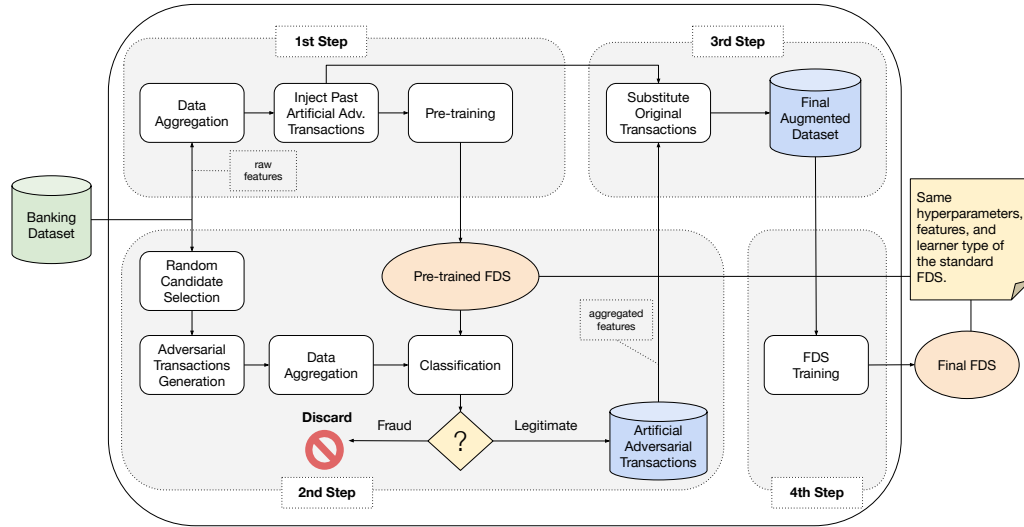 1st Step
3rd Step
Data
Aggregation
Inject Past
Artificial Adv.
Transactions
Pre-training
Substitute
Original
Transactions
Final
Augmented
Dataset
raw
features
Banking
Dataset
Same
hyperparameters,
features, and
learner type of
the standard
FDS.
Random
Candidate
Selection
Pre-trained FDS
aggregated
features
Adversarial
Transactions
Generation
Data
Aggregation
Classification
FDS
Training
Final FDS
Discard
Fraud
?
Legitimate
Artificial
Adversarial
Transactions
2nd Step
4th Step